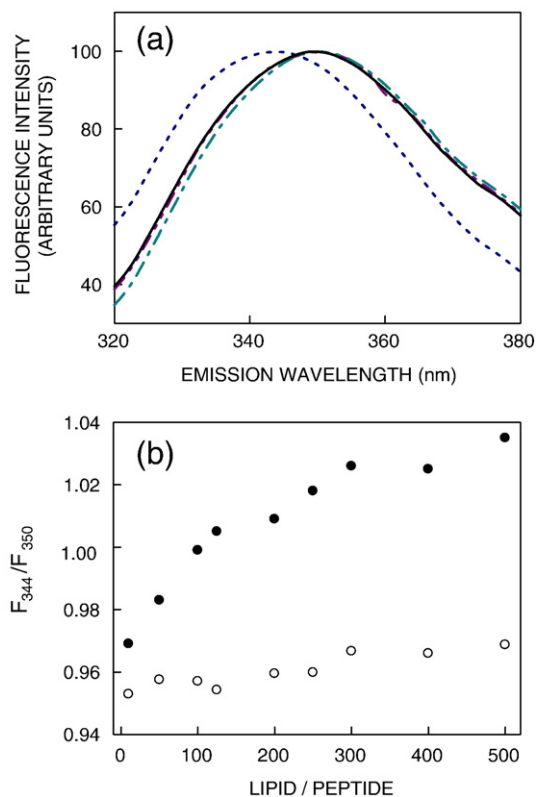 (a)
FLUORESCENCE INTENSITY
(ARBITRARY UNITS)
100
80
60
40
320
340
360
380
EMISSION WAVELENGTH (nm)
(b)
F344/F350
1.04
1.02
1.00
0.98
0.96
0.94
0
100
200
300
400
500
LIPID / PEPTIDE